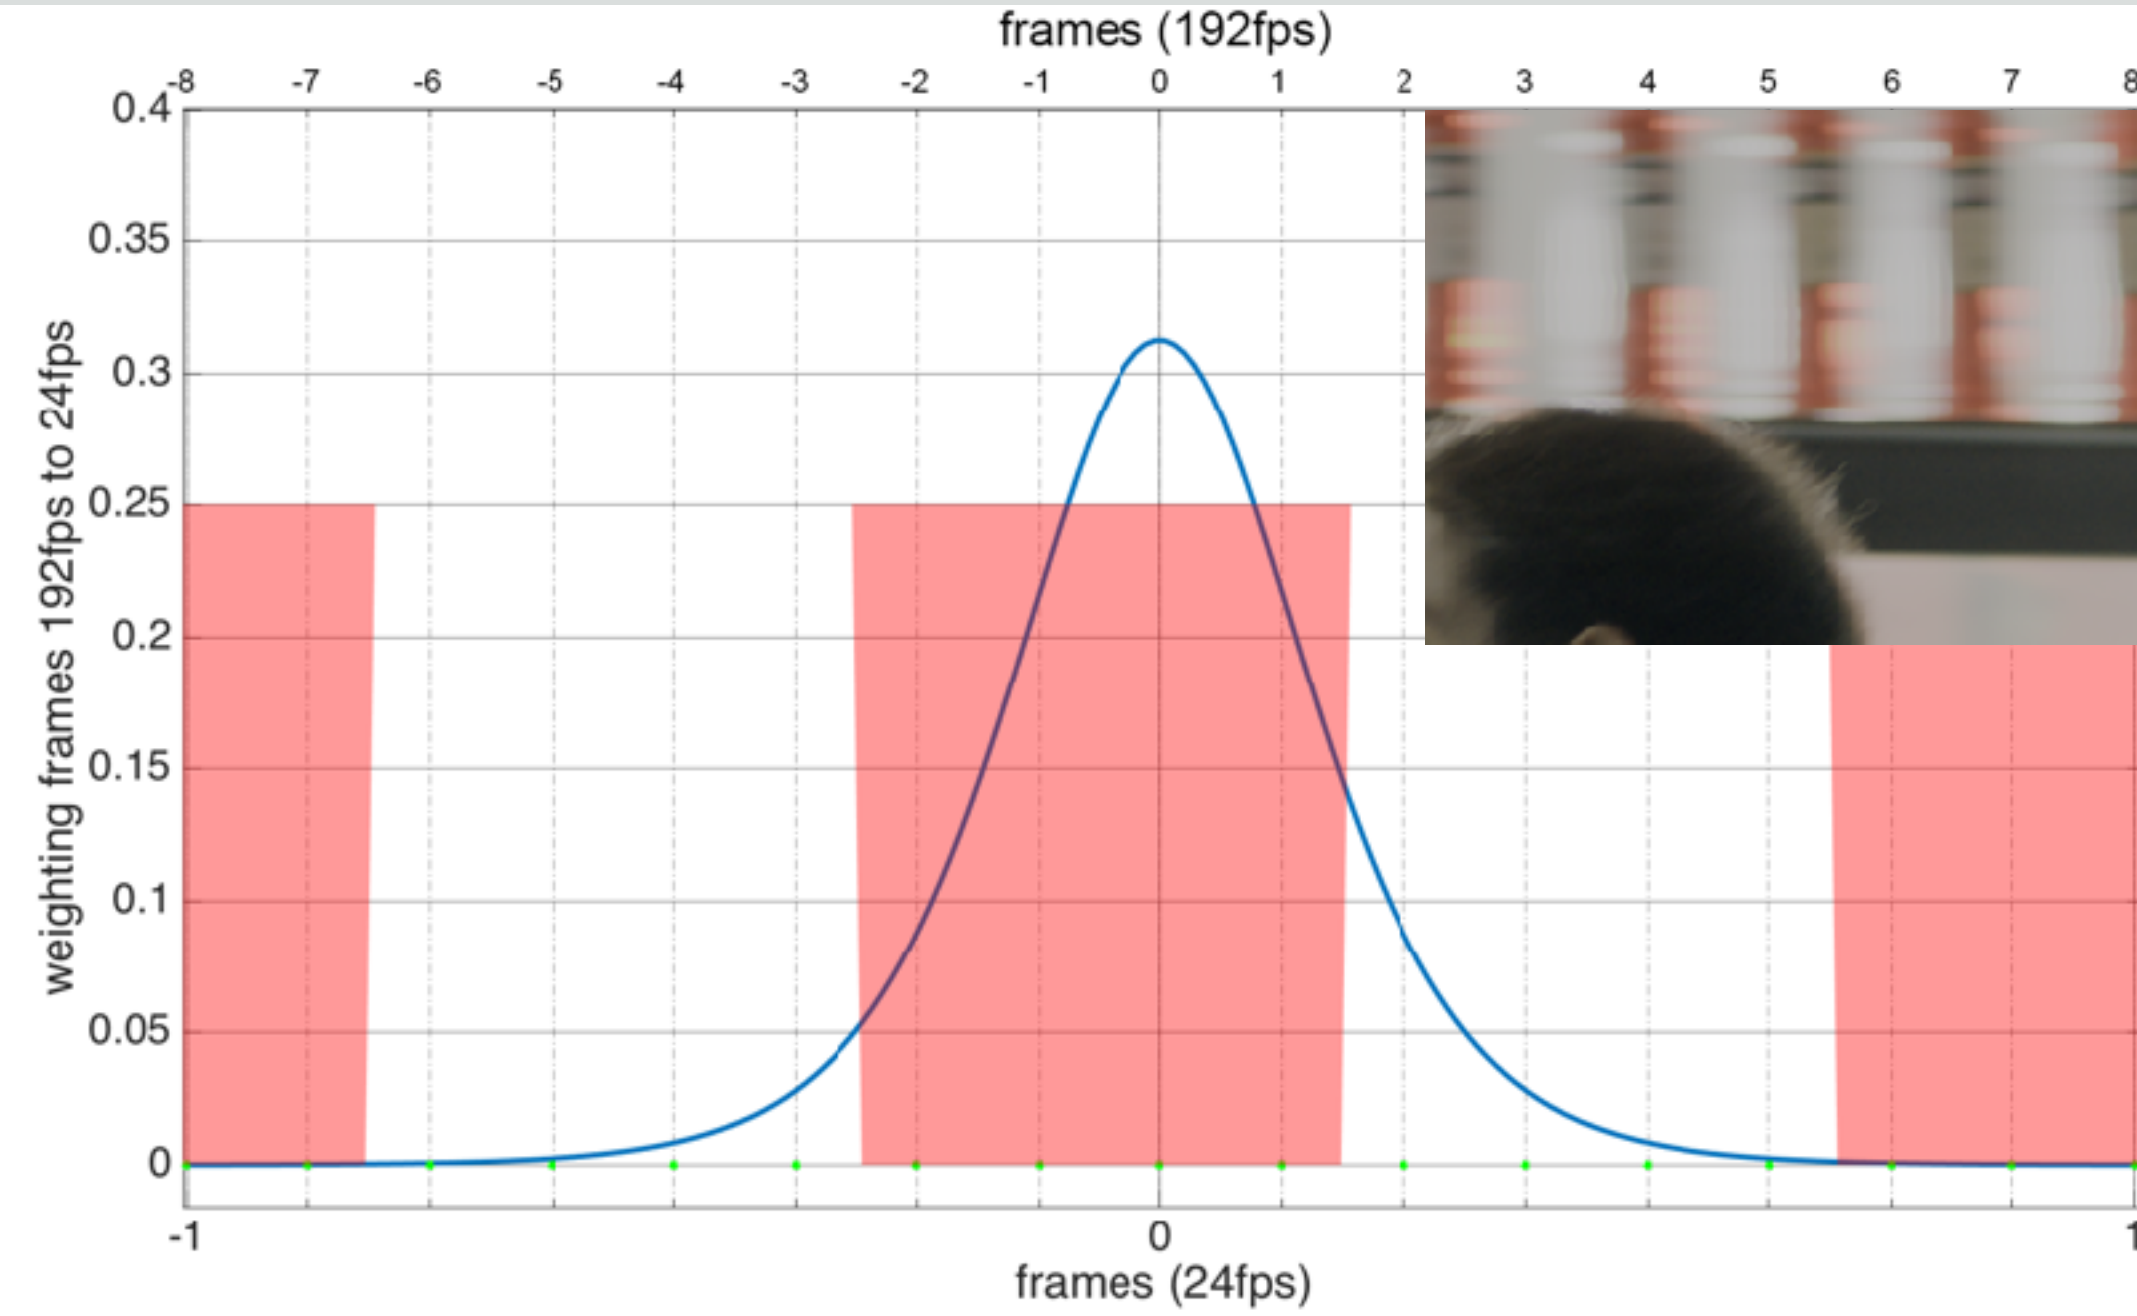 frames (192fps)
-8 -7 -6 -5 -4 -3 -2 -1 0 1 2 3 4 5 6 7 8
0.4
0.35
0.3
0.25
0.2
0.15
0.1
0.05
0
weighting frames 192fps to 24fps
-1 0 1
frames (24fps)